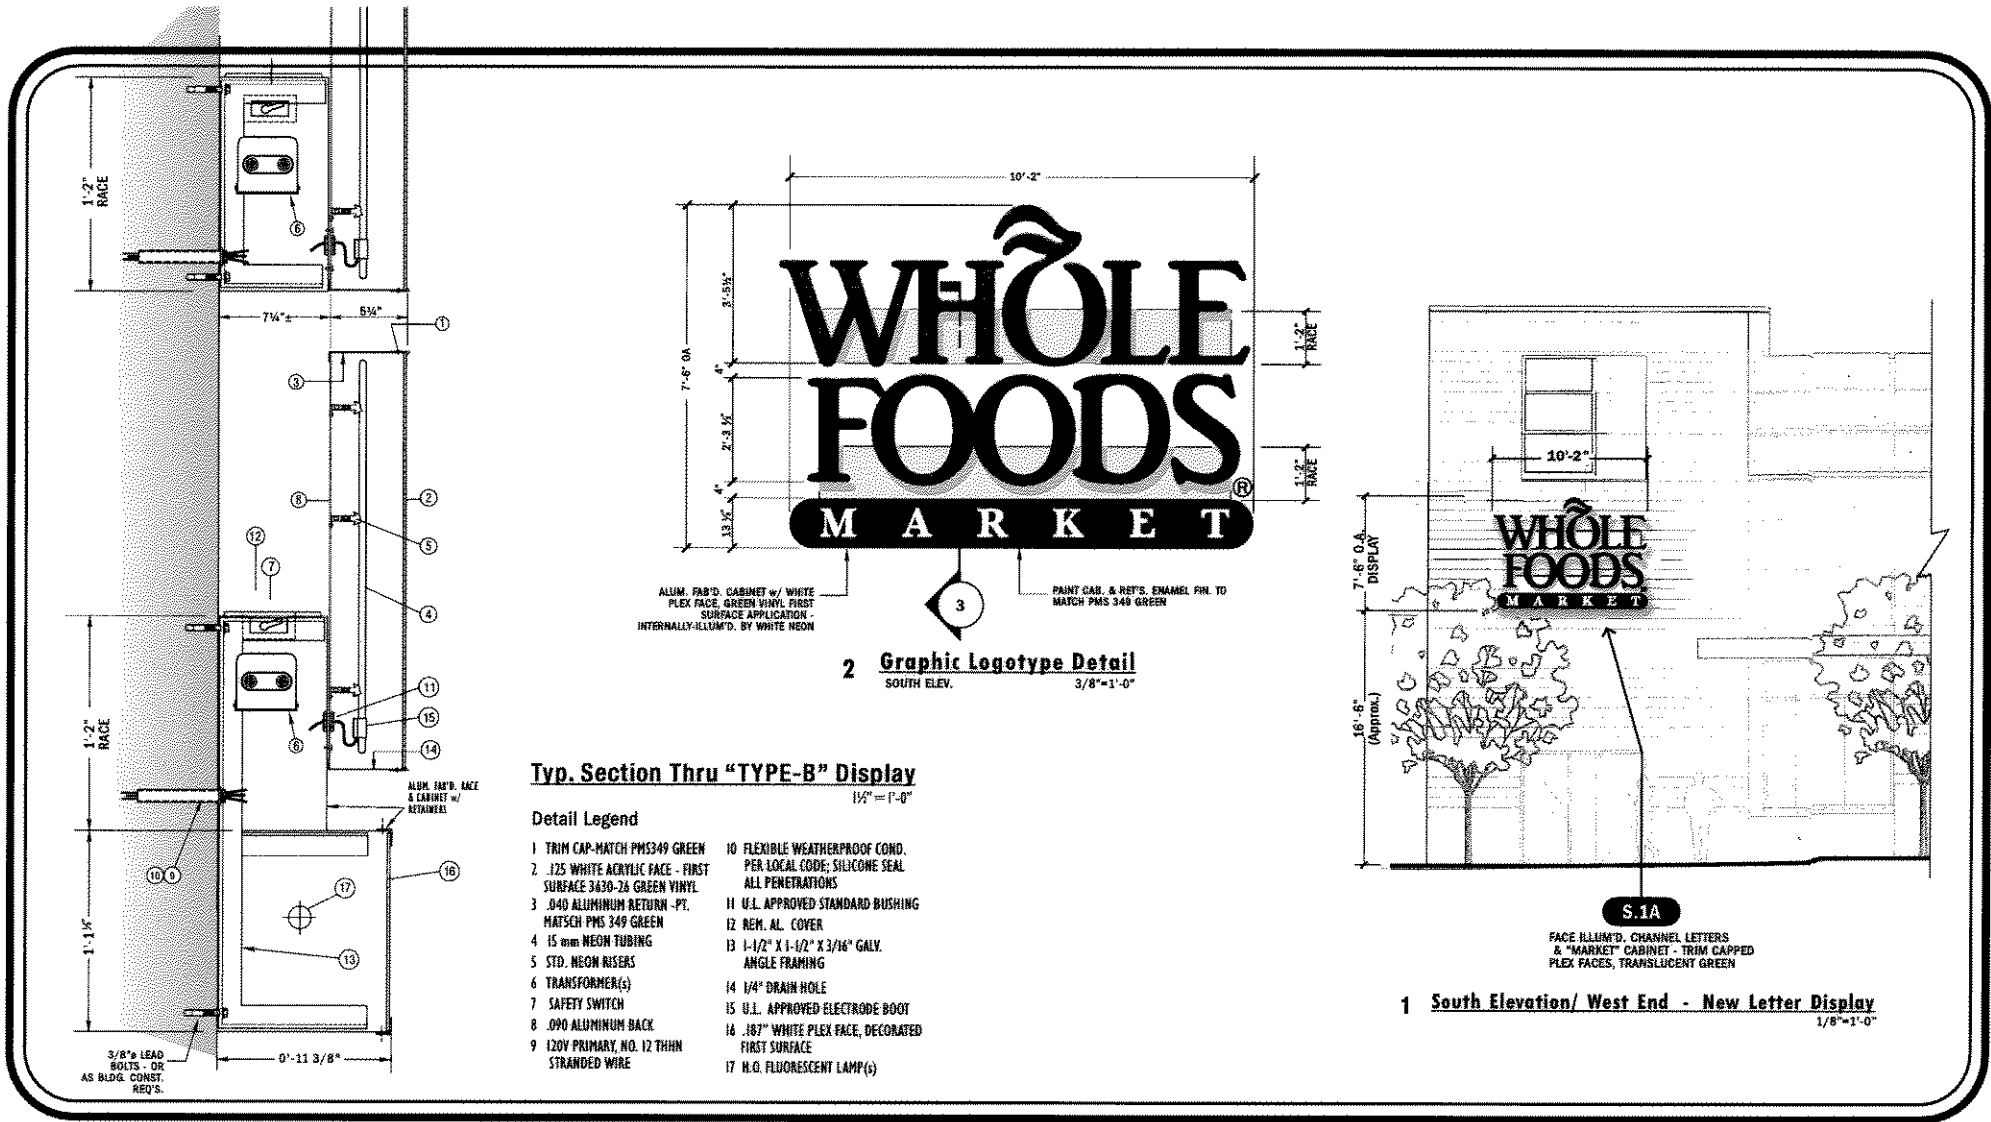 1'-2"
RACE
6
7¼"±
5¼"
1
3
8
2
12
5
7
4
11
15
6
14
1'-2"
RACE
ALUM. FAB'D. RACE
& CABINET w/
RETAINERS
10 9
16
17
1'-1½"
13
3/8"ø LEAD
BOLTS - OR
AS BLDG. CONST.
REQ'S.
0'-11 3/8"
10'-2"
7'-6" OA
3'-5½"
4"
2'-3 ½"
4"
13 ½"
WHOLE
FOODS
®
MARKET
1'-2"
RACE
1'-2"
RACE
ALUM. FAB'D. CABINET w/ WHITE
PLEX FACE, GREEN VINYL FIRST
SURFACE APPLICATION -
INTERNALLY-ILLUM'D. BY WHITE NEON
3
PAINT CAB. & RET'S. ENAMEL FIN. TO
MATCH PMS 349 GREEN
2 Graphic Logotype Detail
SOUTH ELEV. 3/8"=1'-0"
Typ. Section Thru "TYPE-B" Display
1½" = 1'-0"
Detail Legend
1 TRIM CAP-MATCH PMS349 GREEN
2 .125 WHITE ACRYLIC FACE - FIRST
SURFACE 3630-26 GREEN VINYL
3 .040 ALUMINUM RETURN -PT.
MATSCH PMS 349 GREEN
4 15 mm NEON TUBING
5 STD. NEON RISERS
6 TRANSFORMER(s)
7 SAFETY SWITCH
8 .090 ALUMINUM BACK
9 120V PRIMARY, NO. 12 THHN
STRANDED WIRE
10 FLEXIBLE WEATHERPROOF COND.
PER LOCAL CODE; SILICONE SEAL
ALL PENETRATIONS
11 U.L. APPROVED STANDARD BUSHING
12 REM. AL. COVER
13 1-1/2" X 1-1/2" X 3/16" GALV.
ANGLE FRAMING
14 1/4" DRAIN HOLE
15 U.L. APPROVED ELECTRODE BOOT
16 .187" WHITE PLEX FACE, DECORATED
FIRST SURFACE
17 H.O. FLUORESCENT LAMP(s)
10'-2"
7'-6" O.A.
DISPLAY
WHOLE
FOODS
MARKET
16'-6"
(Approx.)
S.1A
FACE ILLUM'D. CHANNEL LETTERS
& "MARKET" CABINET - TRIM CAPPED
PLEX FACES, TRANSLUCENT GREEN
1 South Elevation/ West End - New Letter Display
1/8"=1'-0"